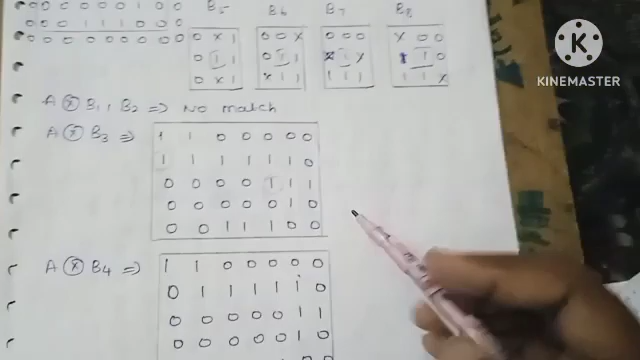 0 0 0 0 0 1 0 0
0 0 1 1 1 0 0
0 0 0 0 0 0 0 0
B5 B6 B7 B8
0 x 1
0 1 1
0 x 1
0 0 x
0 1 1
x 1 1
0 0 0
x 1 x
1 1 1
x 0 0
1 1 0
1 1 x
KINEMASTER
A ⊛ B1, B2 => No match
A ⊛ B3 =>
1 1 0 0 0 0 0
1 1 1 1 1 1 0
0 0 0 0 1 1 1
0 0 0 0 0 1 0
0 0 1 1 1 0 0
A ⊛ B4 =>
1 1 0 0 0 0 0
0 1 1 1 1 1 0
0 0 0 0 0 1 1
0 0 0 0 0 1 0